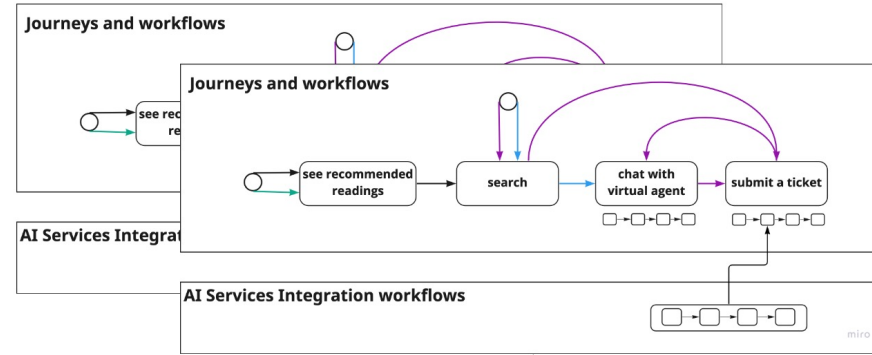 Journeys and workflows
Journeys and workflows
see rec
re
see recommended
readings
search
chat with
virtual agent
submit a ticket
AI Services Integrat
AI Services Integration workflows
miro